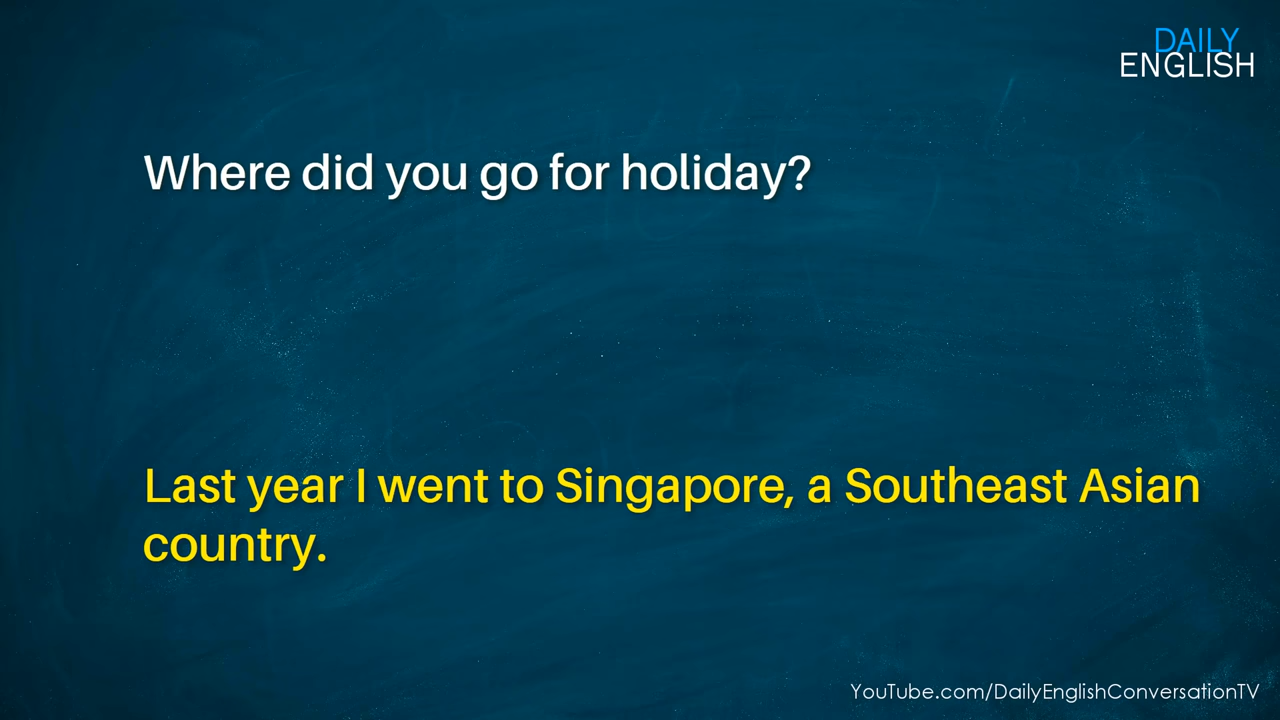 DAILY
ENGLISH
Where did you go for holiday?
Last year I went to Singapore, a Southeast Asian
country.
YouTube.com/DailyEnglishConversationTV